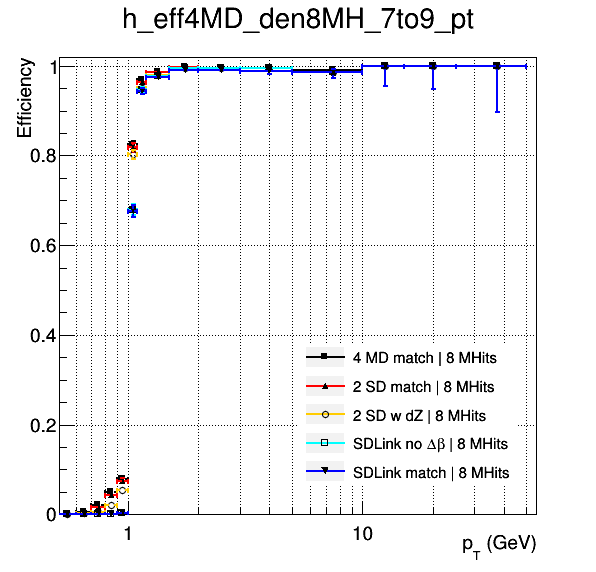 h_eff4MD_den8MH_7to9_pt
Efficiency
1
0.8
0.6
0.4
0.2
0
4 MD match | 8 MHits
2 SD match | 8 MHits
2 SD w dZ | 8 MHits
SDLink no Δβ | 8 MHits
SDLink match | 8 MHits
1 10
p_T (GeV)